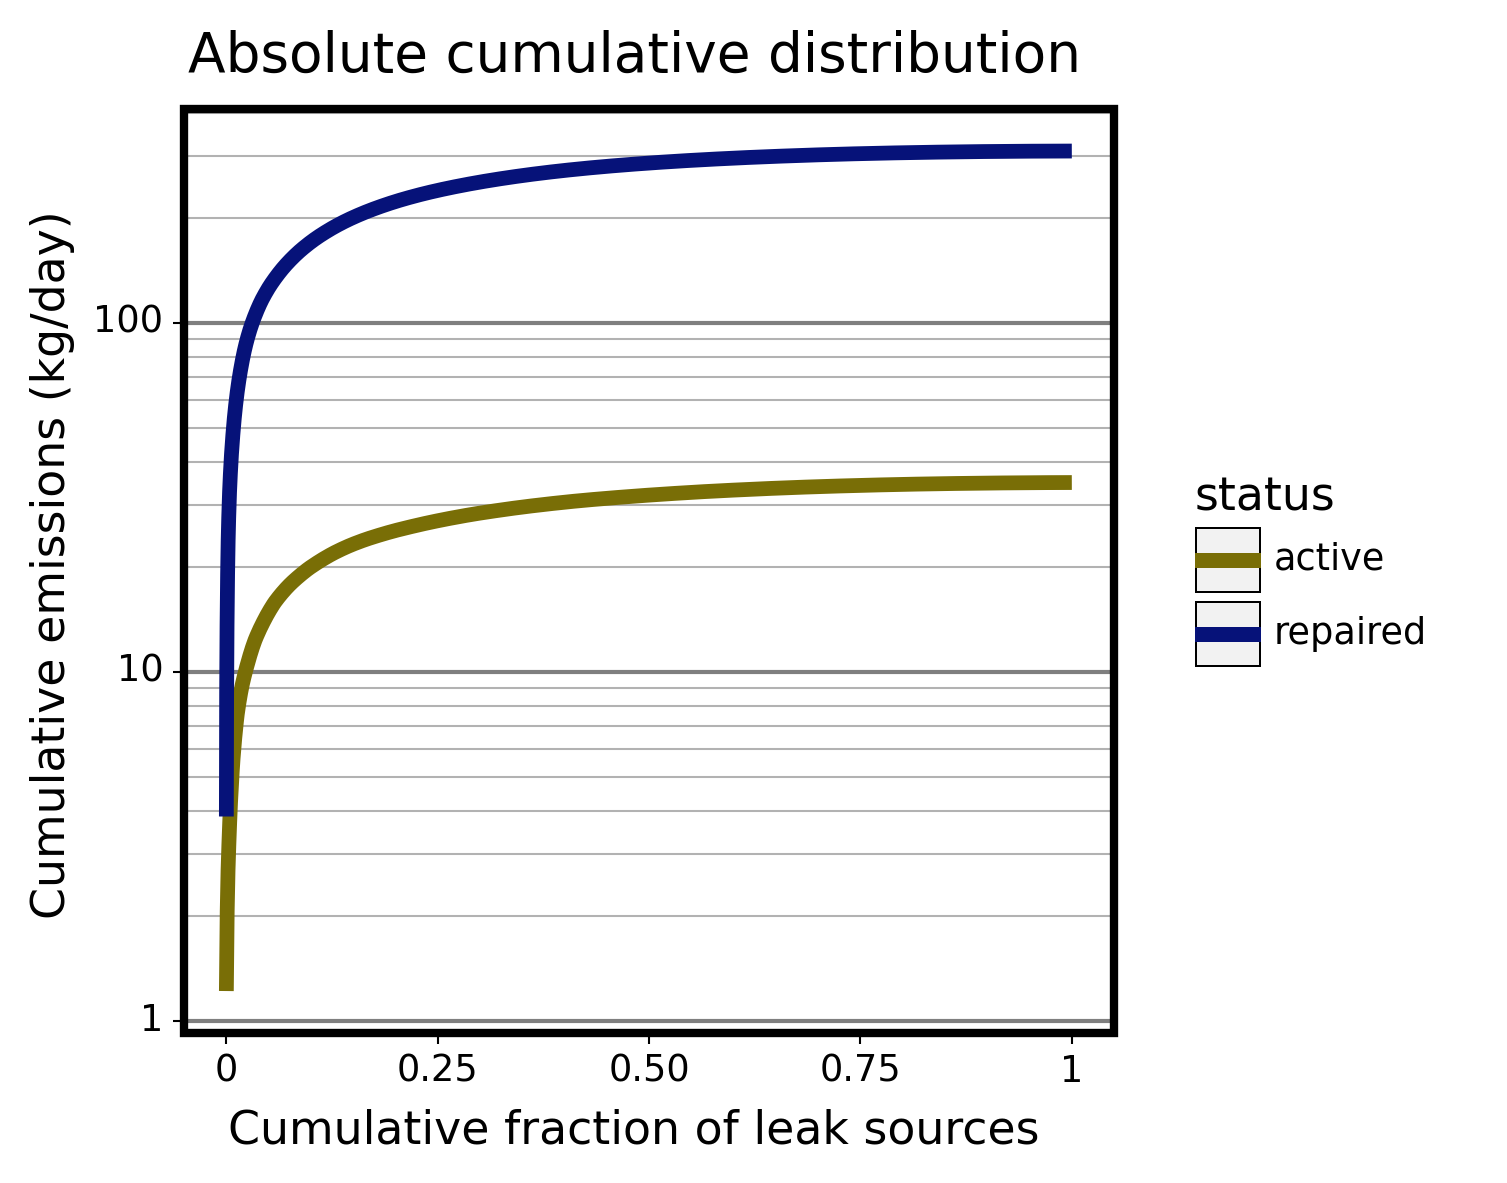 Absolute cumulative distribution
Cumulative emissions (kg/day)
100
10
1
0 0.25 0.50 0.75 1
Cumulative fraction of leak sources
status
active
repaired